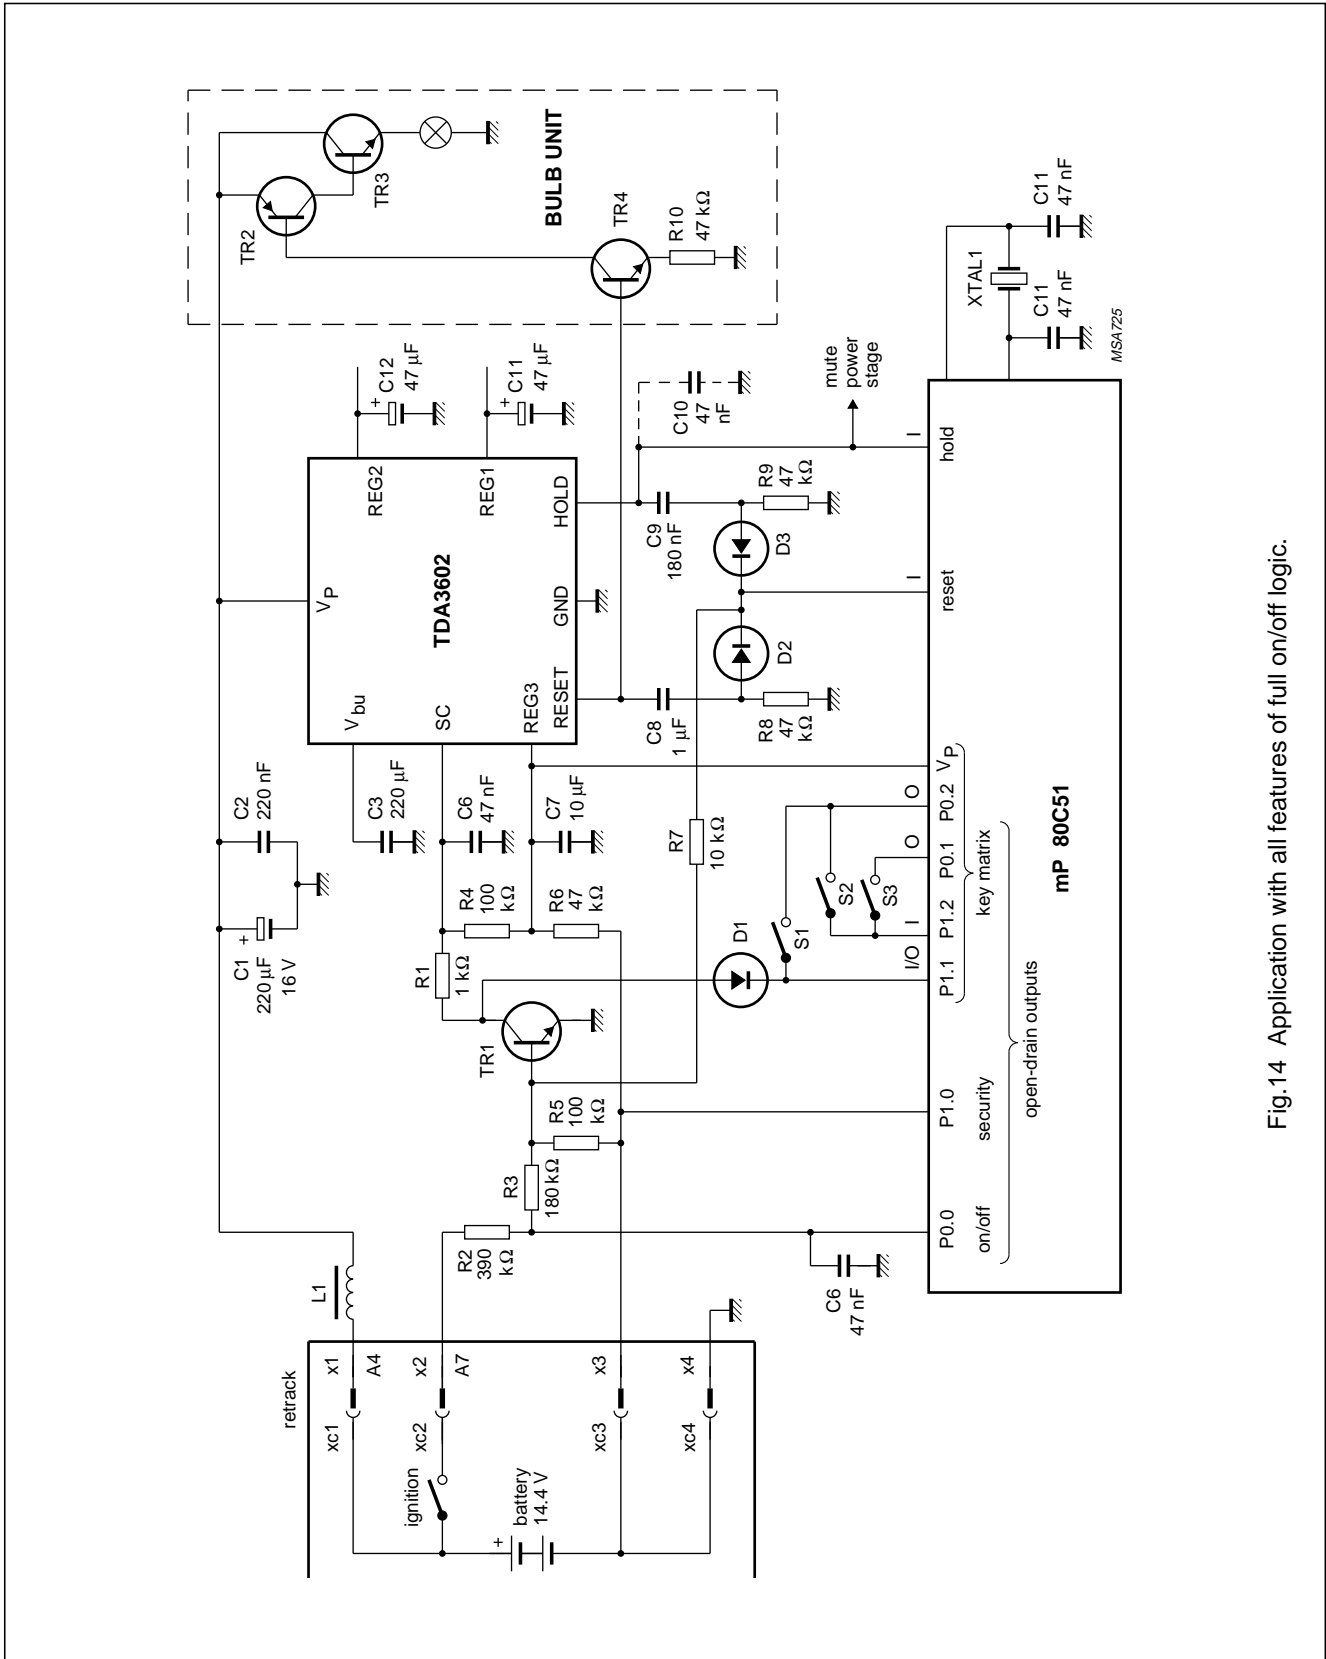 retrack
xc1
x1
A4
xc2
x2
A7
xc3
x3
xc4
x4
ignition
battery
14.4 V
+
L1
C1
220 µF
16 V
+
C2
220 nF
R2
390
kΩ
R3
180 kΩ
R5
100
kΩ
TR1
R1
1 kΩ
R4
100
kΩ
R6
47
kΩ
C3
220 µF
C6
47 nF
C7
10 µF
Vbu
SC
REG3
RESET
VP
TDA3602
GND
REG2
REG1
HOLD
+
C12
47 µF
+
C11
47 µF
TR2
TR3
BULB UNIT
TR4
R10
47 kΩ
C8
1 µF
C9
180 nF
C10
47
nF
R7
10 kΩ
R8
47
kΩ
D2
D3
R9
47
kΩ
mute
power
stage
D1
S1
S2
S3
C6
47 nF
I/O
I
O
O
I
I
P0.0
on/off
P1.0
security
P1.1
P1.2
P0.1
P0.2
VP
reset
hold
key matrix
open-drain outputs
mP 80C51
XTAL1
C11
47 nF
C11
47 nF
MSA725
Fig.14 Application with all features of full on/off logic.